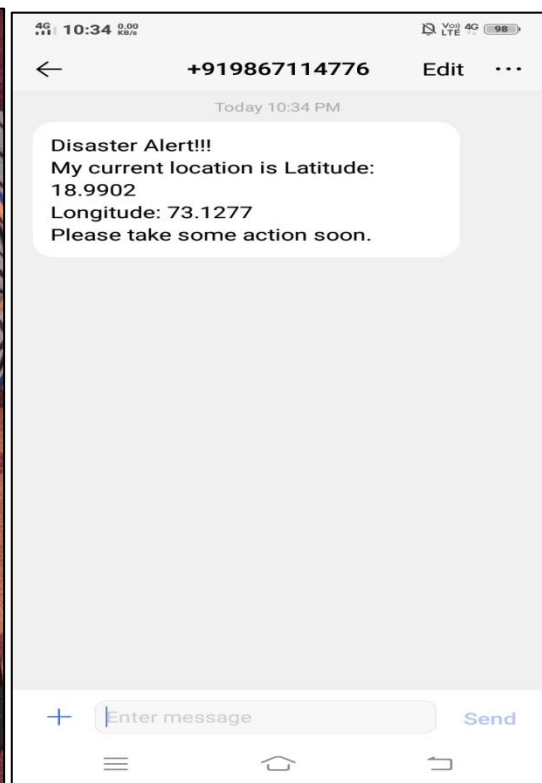 4G 10:34 0.00 KB/s VoLTE 4G 98
+919867114776 Edit ...
Today 10:34 PM
Disaster Alert!!!
My current location is Latitude:
18.9902
Longitude: 73.1277
Please take some action soon.
Enter message Send